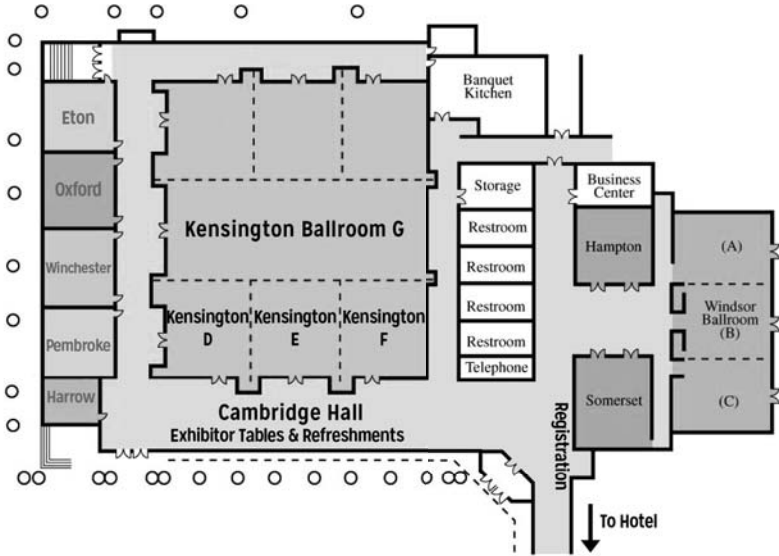 Banquet
Kitchen
Eton
Oxford
Storage
Business
Center
Kensington Ballroom G
Restroom
Hampton
(A)
Winchester
Restroom
Kensington
D
Kensington
E
Kensington
F
Restroom
Windsor
Ballroom
(B)
Pembroke
Restroom
Telephone
Harrow
Cambridge Hall
Exhibitor Tables & Refreshments
Somerset
(C)
Registration
To Hotel